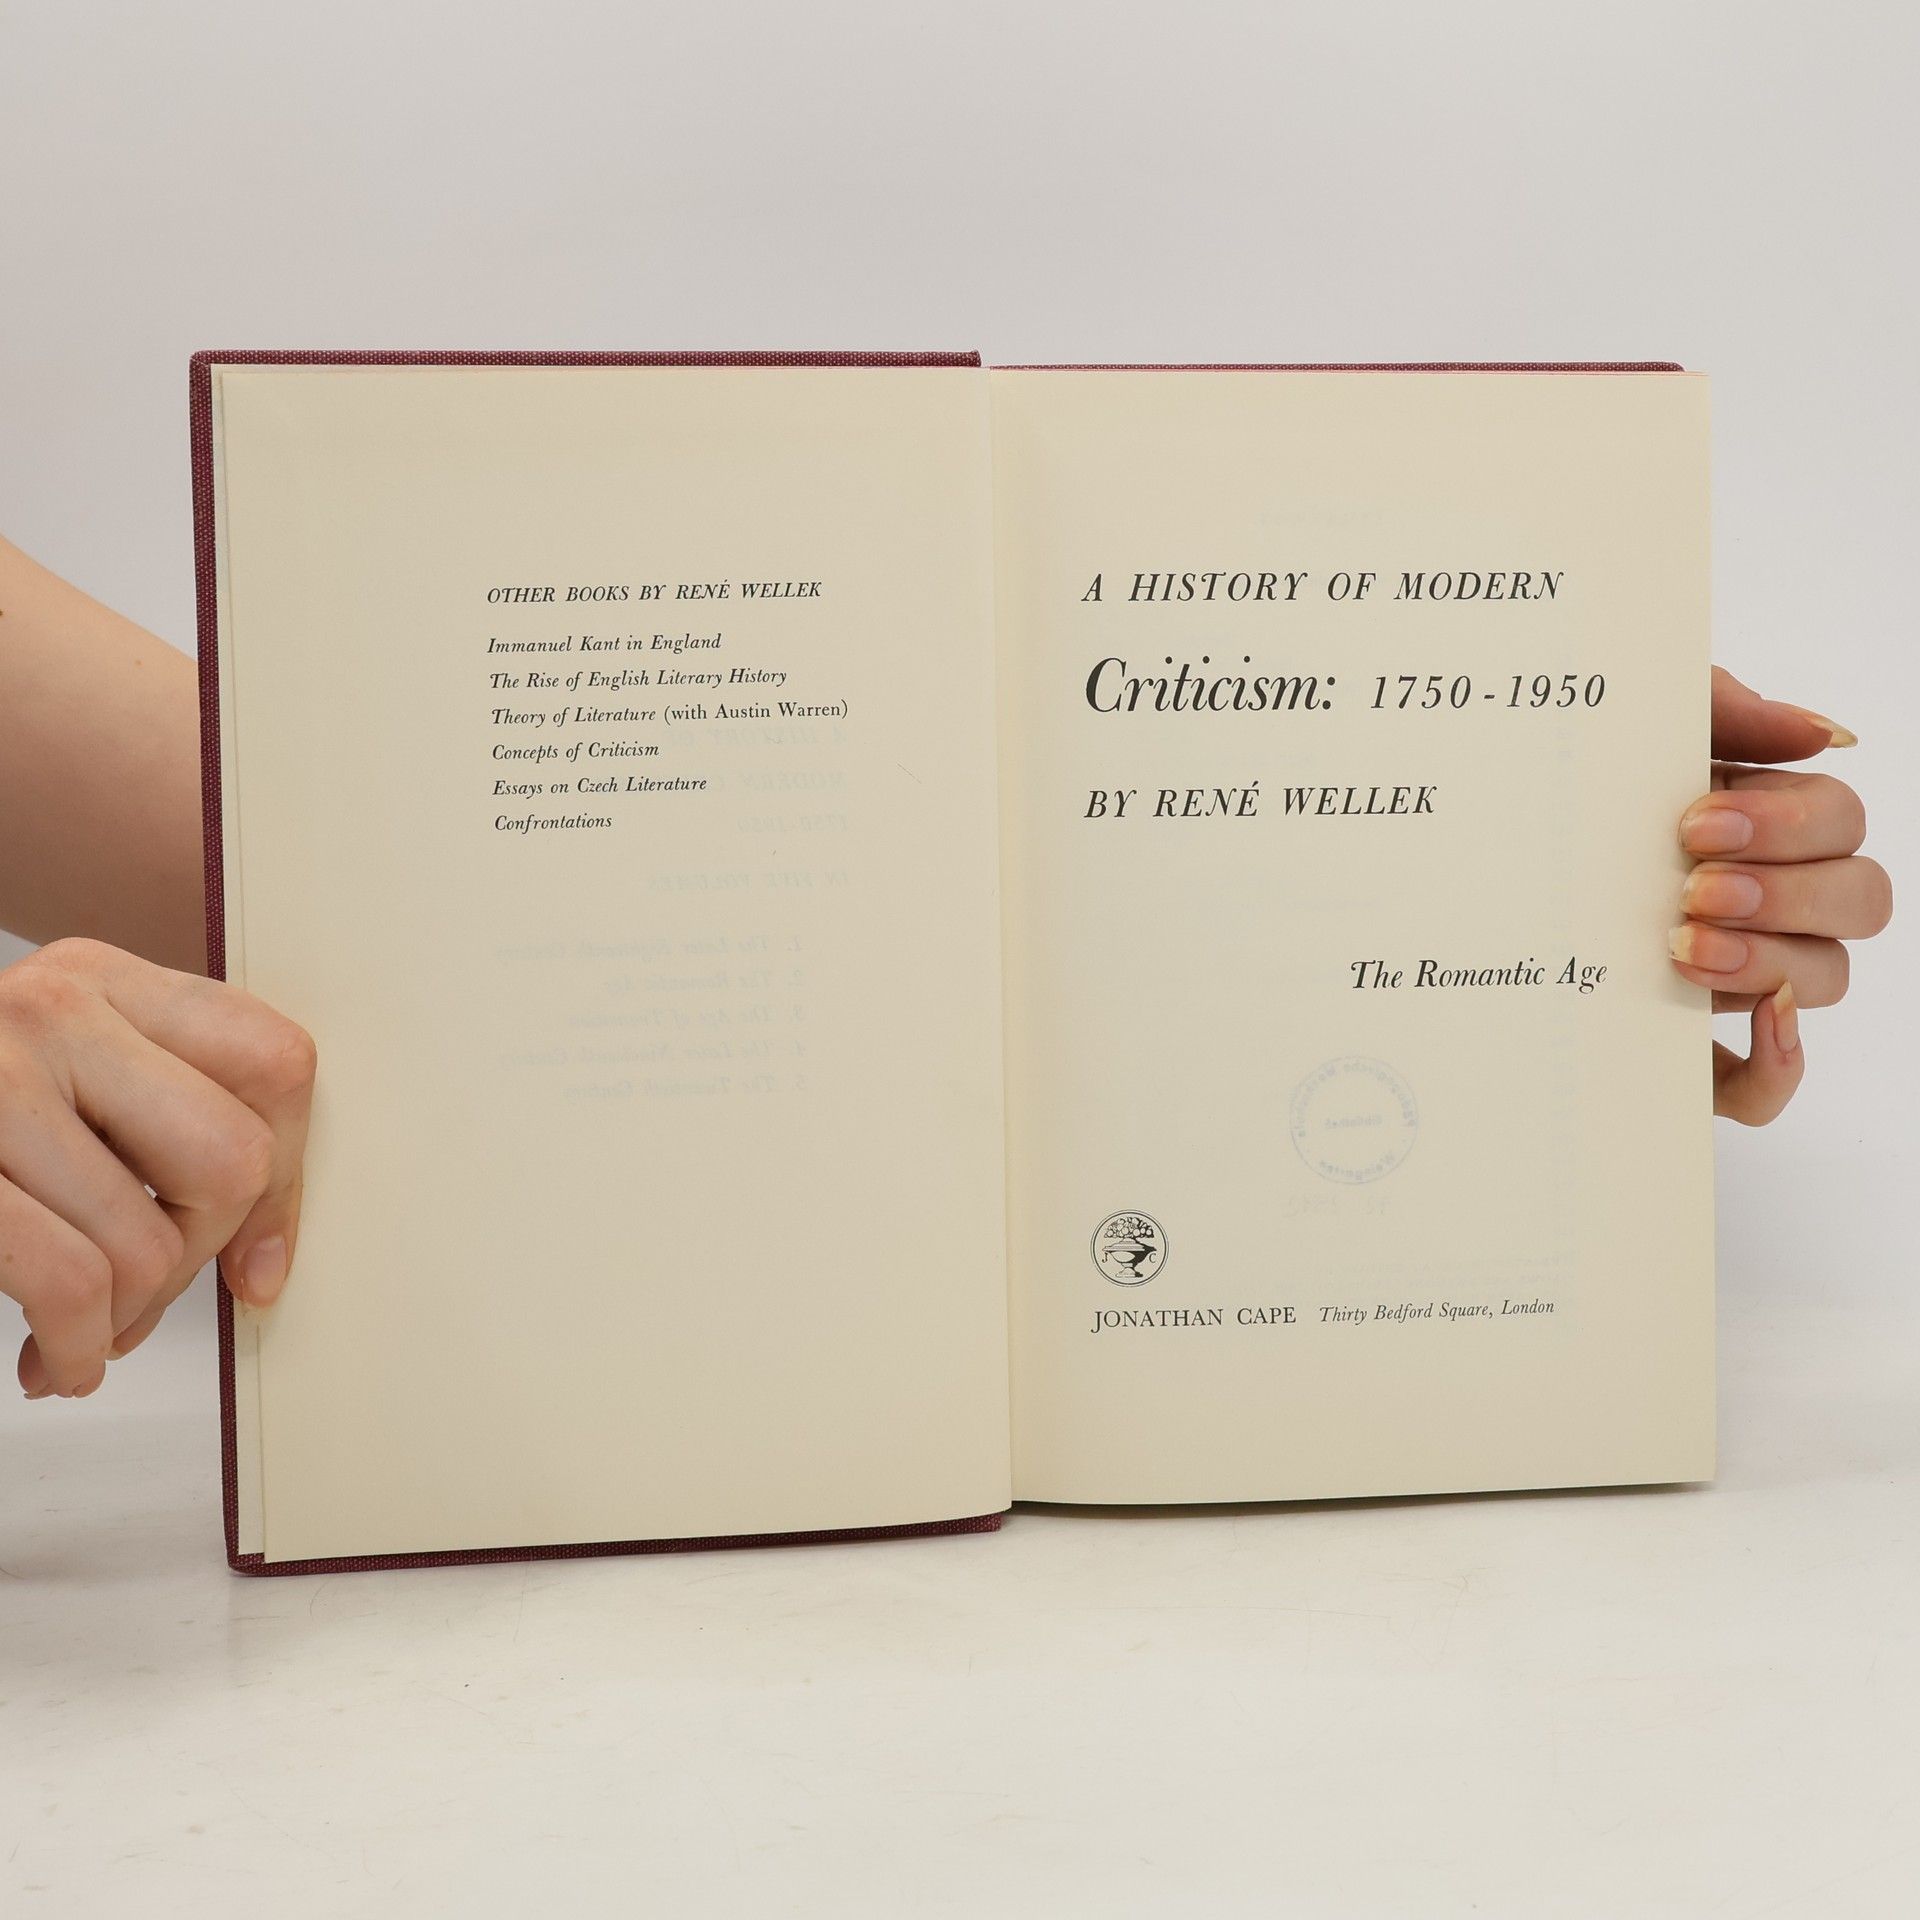 OTHER BOOKS BY RENÉ WELLEK
Immanuel Kant in England
The Rise of English Literary History
Theory of Literature (with Austin Warren)
Concepts of Criticism
Essays on Czech Literature
Confrontations
A HISTORY OF MODERN
Criticism: 1750-1950
BY RENÉ WELLEK
The Romantic Age
J C
JONATHAN CAPE Thirty Bedford Square, London